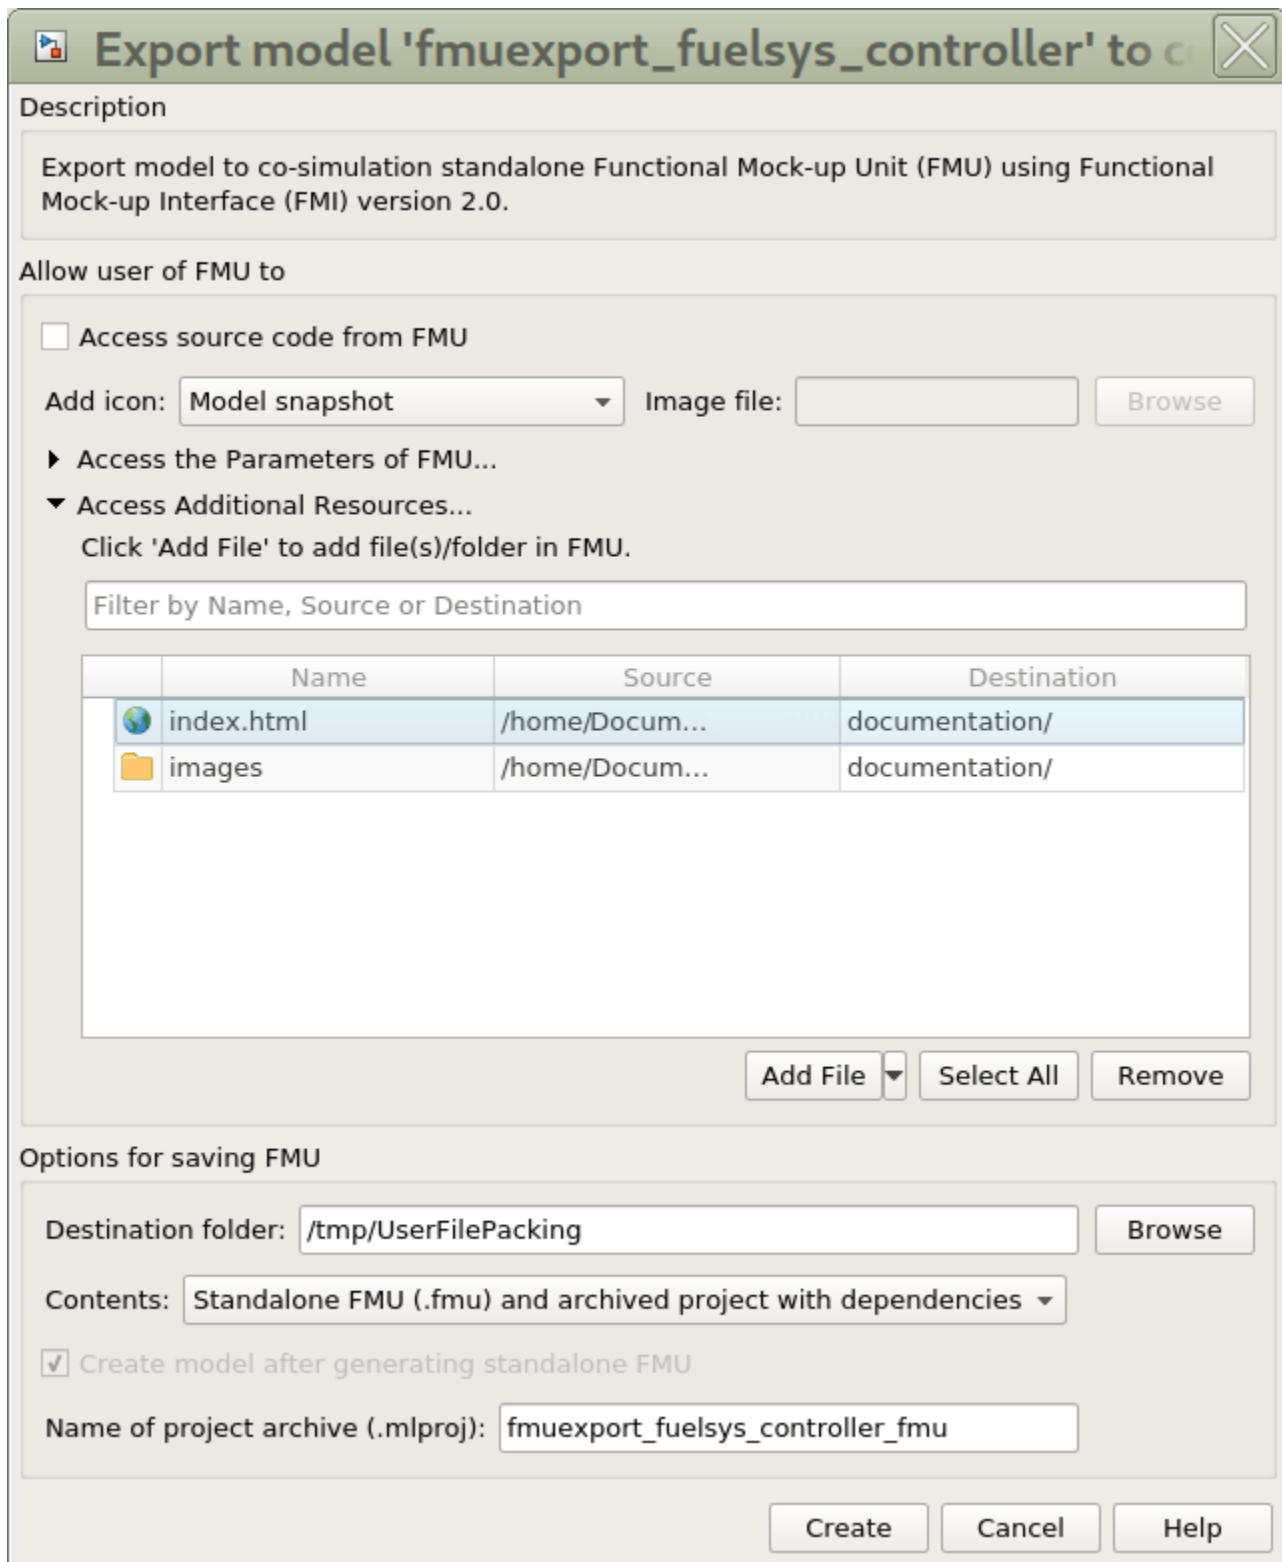 Export model 'fmuexport_fuelsys_controller' to
Description
Export model to co-simulation standalone Functional Mock-up Unit (FMU) using Functional
Mock-up Interface (FMI) version 2.0.
Allow user of FMU to
Access source code from FMU
Add icon: Model snapshot Image file: Browse
Access the Parameters of FMU...
Access Additional Resources...
Click 'Add File' to add file(s)/folder in FMU.
Filter by Name, Source or Destination
Name Source Destination
index.html /home/Docum... documentation/
images /home/Docum... documentation/
Add File Select All Remove
Options for saving FMU
Destination folder: /tmp/UserFilePacking Browse
Contents: Standalone FMU (.fmu) and archived project with dependencies
Create model after generating standalone FMU
Name of project archive (.mlproj): fmuexport_fuelsys_controller_fmu
Create Cancel Help